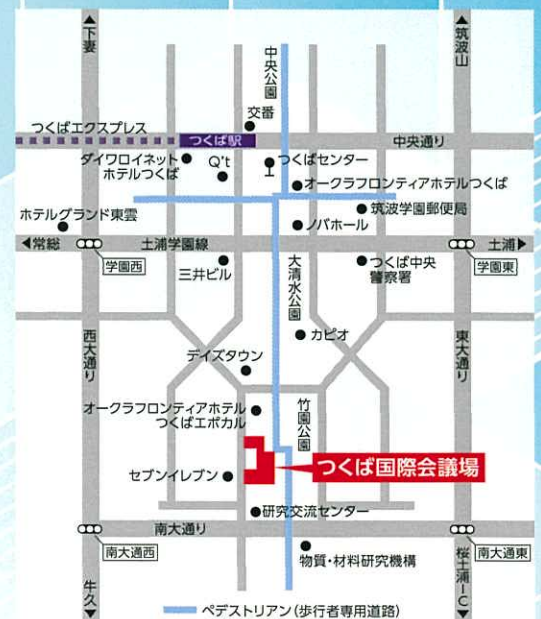 ▲下妻
中央公園
▲筑波山
交番
つくばエクスプレス
つくば駅
中央通り
ダイワロイネット
ホテルつくば
Q't
つくばセンター
オークラフロンティアホテルつくば
筑波学園郵便局
ホテルグランド東雲
ノバホール
◀常総
土浦学園線
土浦▶
学園西
三井ビル
大清水公園
つくば中央
警察署
学園東
西大通り
カピオ
東大通り
デイズタウン
オークラフロンティアホテル
つくばエポカル
竹園公園
つくば国際会議場
セブンイレブン
研究交流センター
南大通り
南大通西
物質・材料研究機構
南大通東
牛久▼
桜土浦IC▼
ペデストリアン(歩行者専用道路)